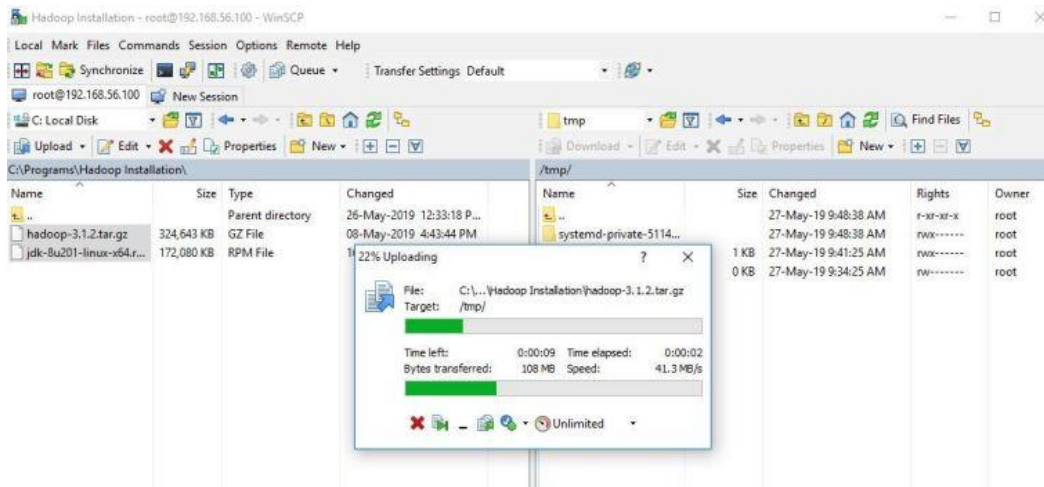 Hadoop Installation - root@192.168.56.100 - WinSCP
Local Mark Files Commands Session Options Remote Help
Synchronize Queue Transfer Settings Default
root@192.168.56.100 New Session
C: Local Disk tmp Find Files
Upload Edit Properties New Download Edit Properties New
C:\Programs\Hadoop Installation\ /tmp/
Name Size Type Changed Name Size Changed Rights Owner
.. Parent directory 26-May-2019 12:33:18 P... .. 27-May-19 9:48:38 AM r-xr-xr-x root
hadoop-3.1.2.tar.gz 324,643 KB GZ File 08-May-2019 4:43:44 PM systemd-private-5114... 27-May-19 9:48:38 AM rwx------ root
jdk-8u201-linux-x64.r... 172,080 KB RPM File 1 KB 27-May-19 9:41:25 AM rwx------ root
0 KB 27-May-19 9:34:25 AM rw------- root
22% Uploading ? ×
File: C:\...\Hadoop Installation\hadoop-3.1.2.tar.gz
Target: /tmp/
Time left: 0:00:09 Time elapsed: 0:00:02
Bytes transferred: 108 MB Speed: 41.3 MB/s
Unlimited